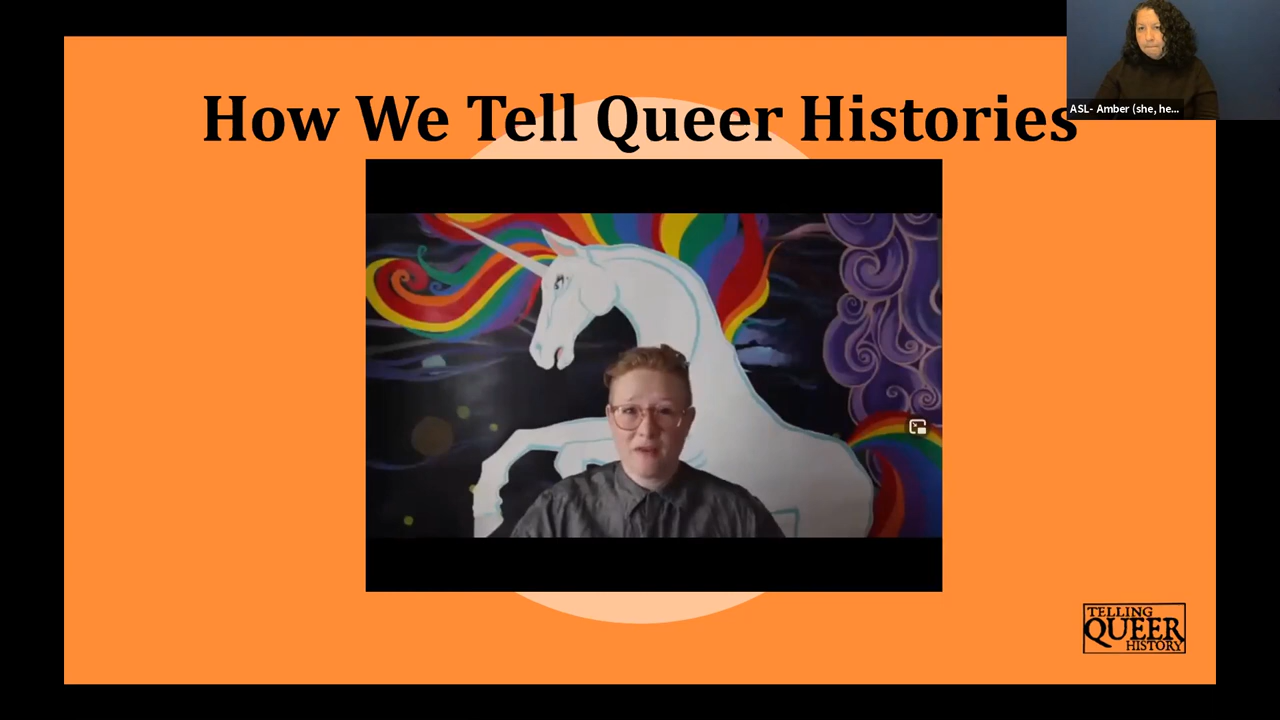 How We Tell Queer Histories
ASL- Amber (she, he...
TELLING
QUEER
HISTORY